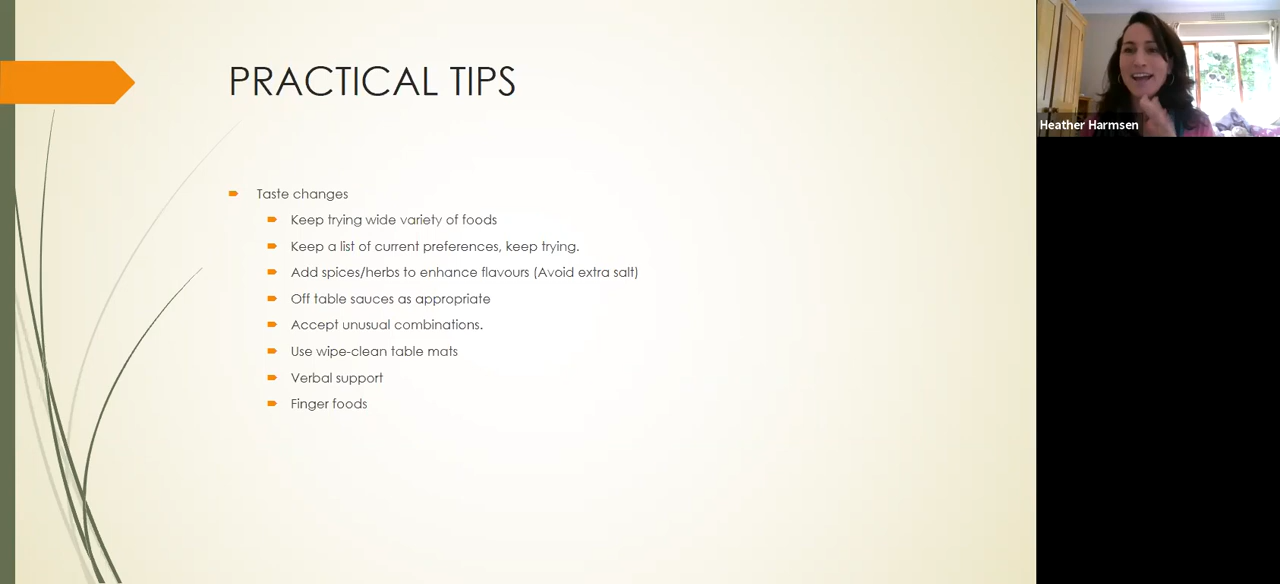 PRACTICAL TIPS
Heather Harmsen
Taste changes
Keep trying wide variety of foods
Keep a list of current preferences, keep trying.
Add spices/herbs to enhance flavours (Avoid extra salt)
Off table sauces as appropriate
Accept unusual combinations.
Use wipe-clean table mats
Verbal support
Finger foods